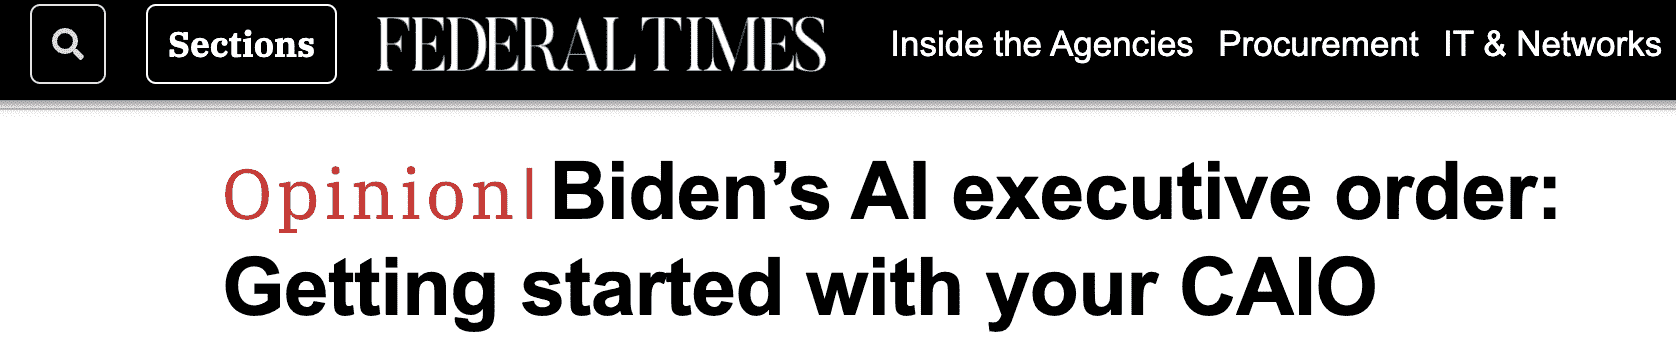 Sections FEDERAL TIMES Inside the Agencies Procurement IT & Networks
Opinion| Biden’s AI executive order:
Getting started with your CAIO